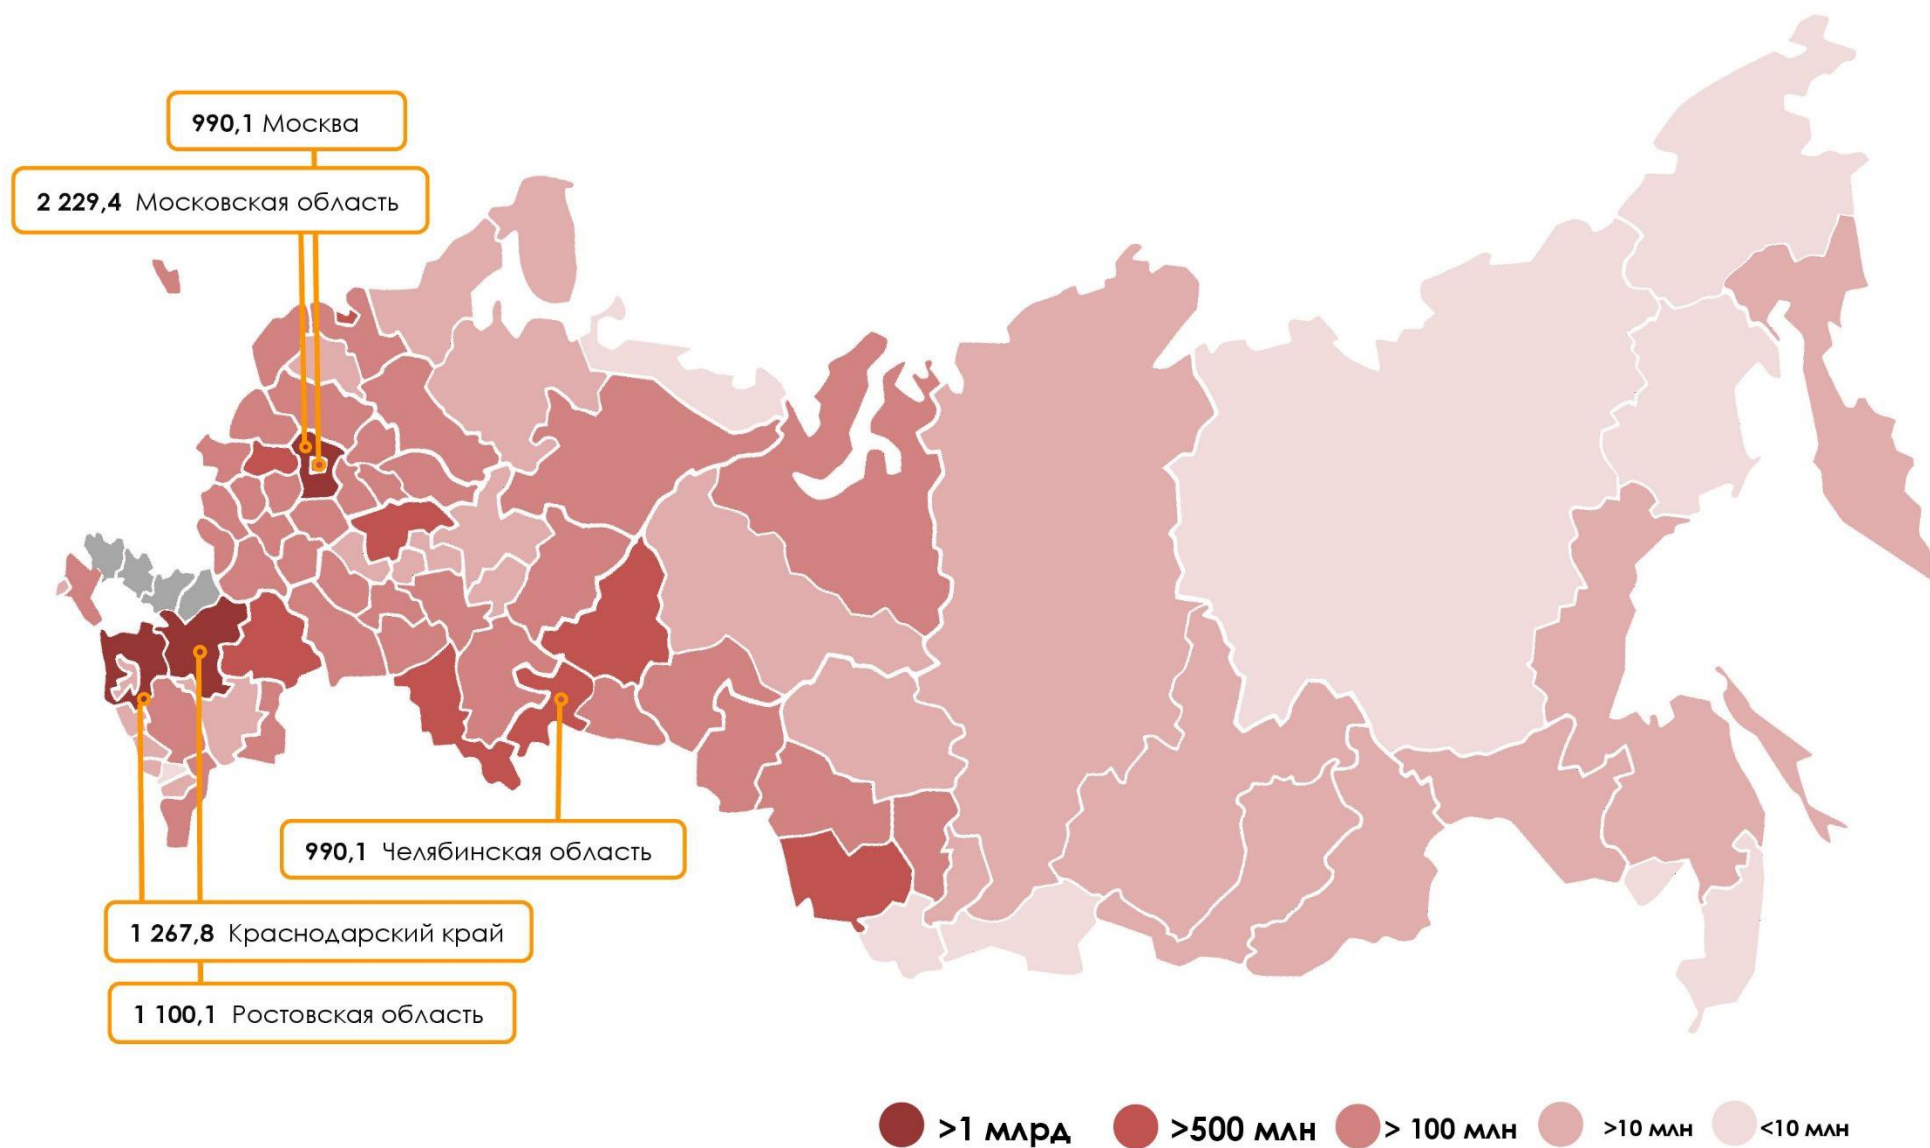 990,1 Москва
2 229,4 Московская область
990,1 Челябинская область
1 267,8 Краснодарский край
1 100,1 Ростовская область
>1 млрд >500 млн > 100 млн >10 млн <10 млн